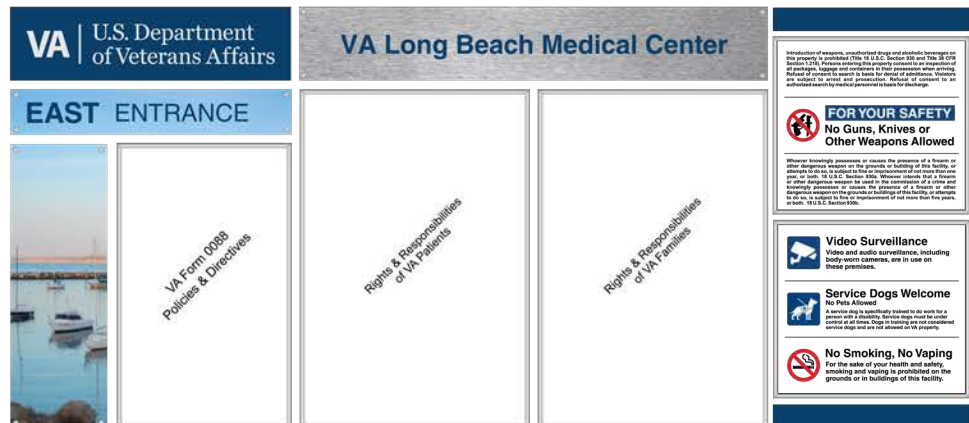 VA
U.S. Department
of Veterans Affairs
VA Long Beach Medical Center
EAST ENTRANCE
VA Form 0088
Policies & Directives
Rights & Responsibilities
of VA Patients
Rights & Responsibilities
of VA Families
Introduction of weapons, unauthorized drugs and alcoholic beverages on
this property is prohibited (Title 18 U.S.C. Section 930 and Title 38 CFR
Section 1.218). Persons entering this property consent to an inspection of
all packages, luggage and containers in their possession when arriving.
Refusal of consent to search is basis for denial of admittance. Violators
are subject to arrest and prosecution. Refusal of consent to an
authorized search by medical personnel is basis for discharge.
FOR YOUR SAFETY
No Guns, Knives or
Other Weapons Allowed
Whoever knowingly possesses or causes the presence of a firearm or
other dangerous weapon on the grounds or building of this facility, or
attempts to do so, is subject to fine or imprisonment of not more than one
year, or both. 18 U.S.C. Section 930a. Whoever intends that a firearm
or other dangerous weapon be used in the commission of a crime and
knowingly possesses or causes the presence of a firearm or other
dangerous weapon on the grounds or buildings of this facility, or attempts
to do so, is subject to fine or imprisonment of not more than five years,
or both. 18 U.S.C. Section 930b.
Video Surveillance
Video and audio surveillance, including
body-worn cameras, are in use on
these premises.
Service Dogs Welcome
No Pets Allowed
A service dog is specifically trained to do work for a
person with a disability. Service dogs must be under
control at all times. Dogs in training are not considered
service dogs and are not allowed on VA property.
No Smoking, No Vaping
For the sake of your health and safety,
smoking and vaping is prohibited on the
grounds or in buildings of this facility.